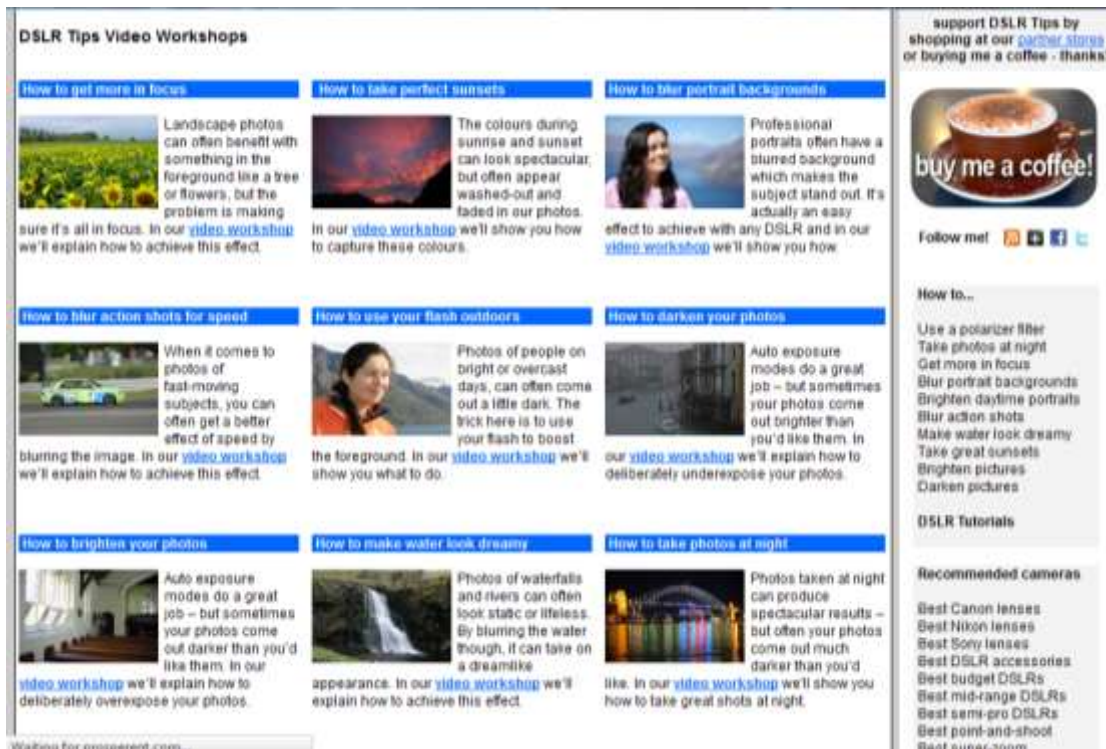 DSLR Tips Video Workshops
How to get more in focus
Landscape photos
can often benefit with
something in the
foreground like a tree
or flowers, but the
problem is making
sure it's all in focus. In our video workshop
we'll explain how to achieve this effect.
How to take perfect sunsets
The colours during
sunrise and sunset
can look spectacular,
but often appear
washed-out and
faded in our photos.
In our video workshop we'll show you how
to capture these colours.
How to blur portrait backgrounds
Professional
portraits often have a
blurred background
which makes the
subject stand out. It's
actually an easy
effect to achieve with any DSLR and in our
video workshop we'll show you how.
How to blur action shots for speed
When it comes to
photos of
fast-moving
subjects, you can
often get a better
effect of speed by
blurring the image. In our video workshop
we'll explain how to achieve this effect.
How to use your flash outdoors
Photos of people on
bright or overcast
days, can often come
out a little dark. The
trick here is to use
your flash to boost
the foreground. In our video workshop we'll
show you what to do.
How to darken your photos
Auto exposure
modes do a great
job – but sometimes
your photos come
out brighter than
you'd like them. In
our video workshop we'll explain how to
deliberately underexpose your photos.
How to brighten your photos
Auto exposure
modes do a great
job – but sometimes
your photos come
out darker than you'd
like them. In our
video workshop we'll explain how to
deliberately overexpose your photos.
How to make water look dreamy
Photos of waterfalls
and rivers can often
look static or lifeless.
By blurring the water
though, it can take on
a dreamlike
appearance. In our video workshop we'll
explain how to achieve this effect.
How to take photos at night
Photos taken at night
can produce
spectacular results –
but often your photos
come out much
darker than you'd
like. In our video workshop we'll show you
how to take great shots at night.
support DSLR Tips by
shopping at our partner stores
or buying me a coffee - thanks!
buy me a coffee!
Follow me!
How to...
Use a polarizer filter
Take photos at night
Get more in focus
Blur portrait backgrounds
Brighten daytime portraits
Blur action shots
Make water look dreamy
Take great sunsets
Brighten pictures
Darken pictures
DSLR Tutorials
Recommended cameras
Best Canon lenses
Best Nikon lenses
Best Sony lenses
Best DSLR accessories
Best budget DSLRs
Best mid-range DSLRs
Best semi-pro DSLRs
Best point-and-shoot
Best super-zoom
Waiting for prosperent.com...